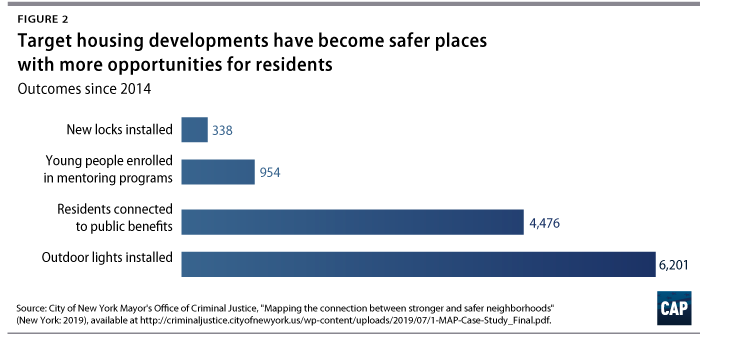 FIGURE 2
Target housing developments have become safer places
with more opportunities for residents
Outcomes since 2014
New locks installed 338
Young people enrolled
in mentoring programs 954
Residents connected
to public benefits 4,476
Outdoor lights installed 6,201
Source: City of New York Mayor's Office of Criminal Justice, "Mapping the connection between stronger and safer neighborhoods"
(New York: 2019), available at http://criminaljustice.cityofnewyork.us/wp-content/uploads/2019/07/1-MAP-Case-Study_Final.pdf.
CAP